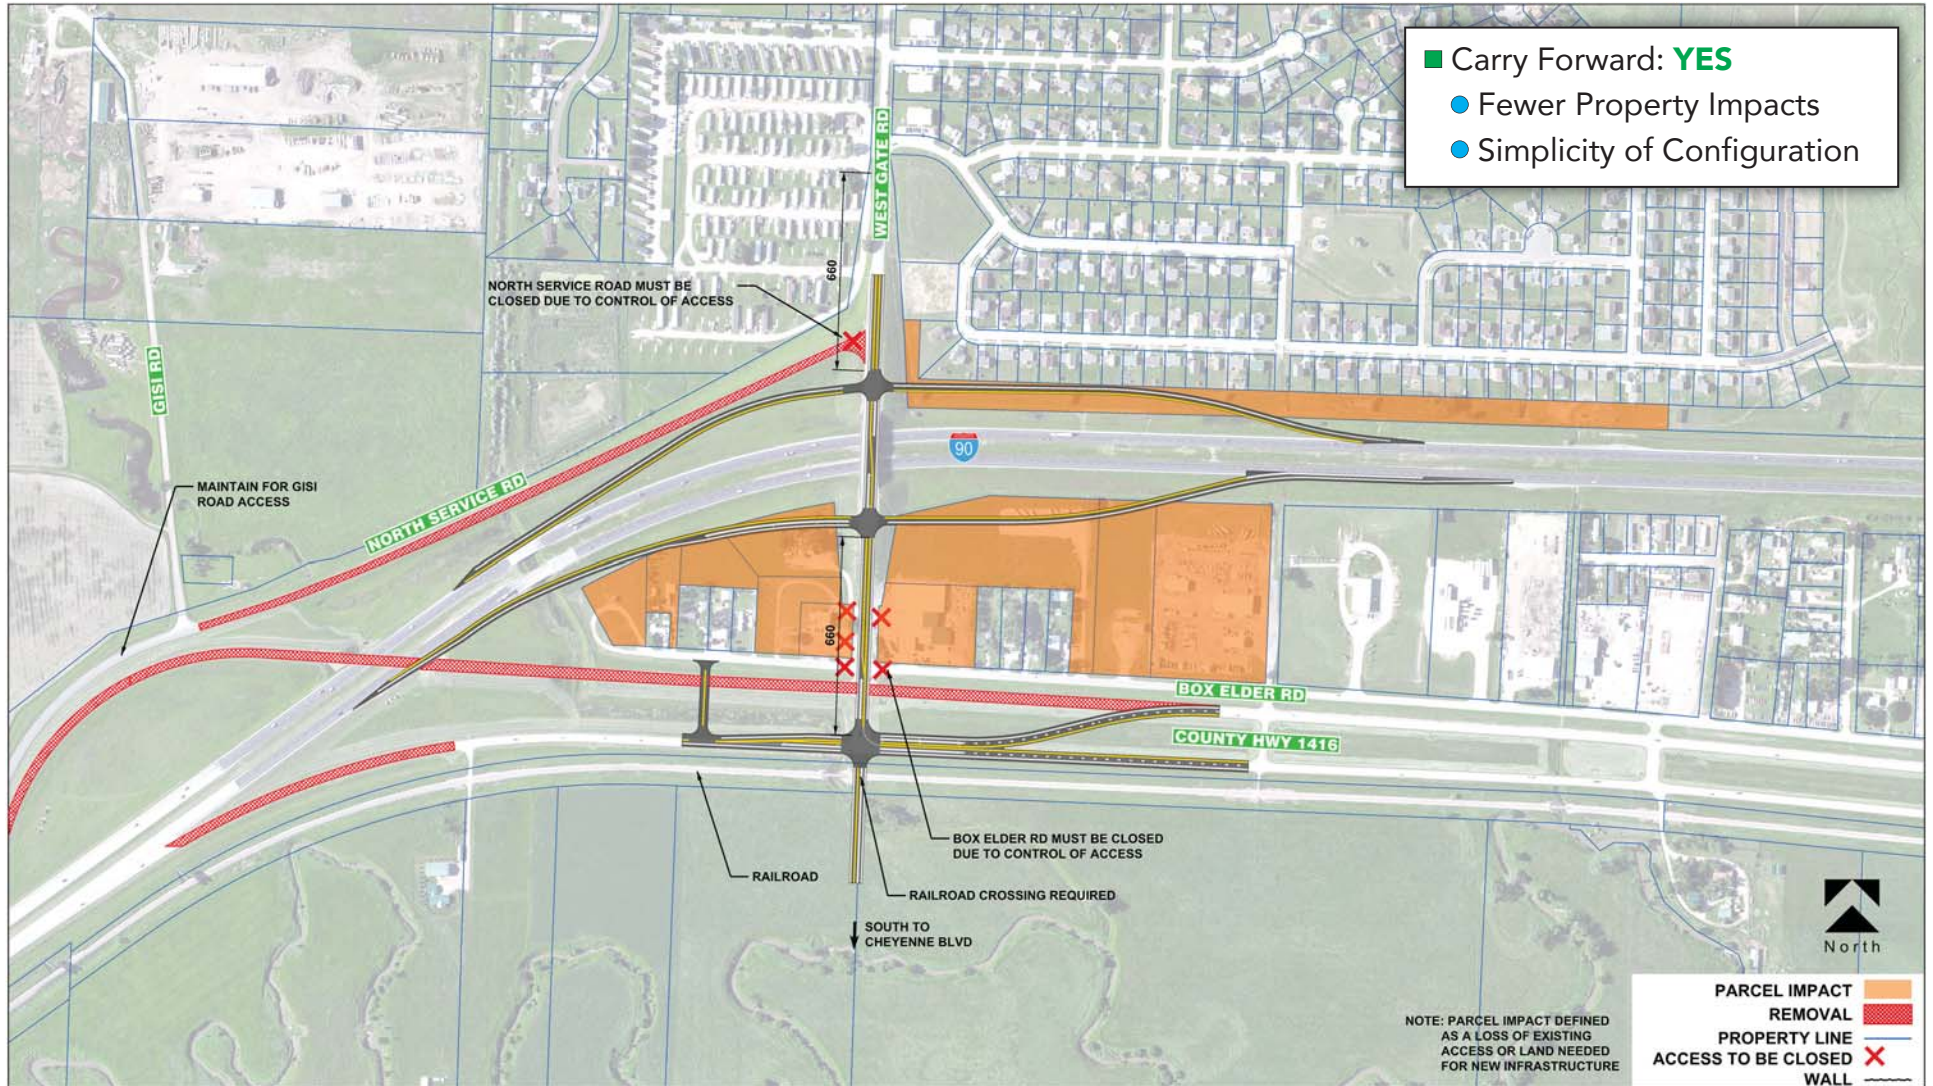 Carry Forward: YES
Fewer Property Impacts
Simplicity of Configuration
WEST GATE RD
660
NORTH SERVICE ROAD MUST BE
CLOSED DUE TO CONTROL OF ACCESS
GISI RD
90
MAINTAIN FOR GISI
ROAD ACCESS
NORTH SERVICE RD
660
BOX ELDER RD
COUNTY HWY 1416
BOX ELDER RD MUST BE CLOSED
DUE TO CONTROL OF ACCESS
RAILROAD
RAILROAD CROSSING REQUIRED
SOUTH TO
CHEYENNE BLVD
North
NOTE: PARCEL IMPACT DEFINED
AS A LOSS OF EXISTING
ACCESS OR LAND NEEDED
FOR NEW INFRASTRUCTURE
PARCEL IMPACT
REMOVAL
PROPERTY LINE
ACCESS TO BE CLOSED
WALL